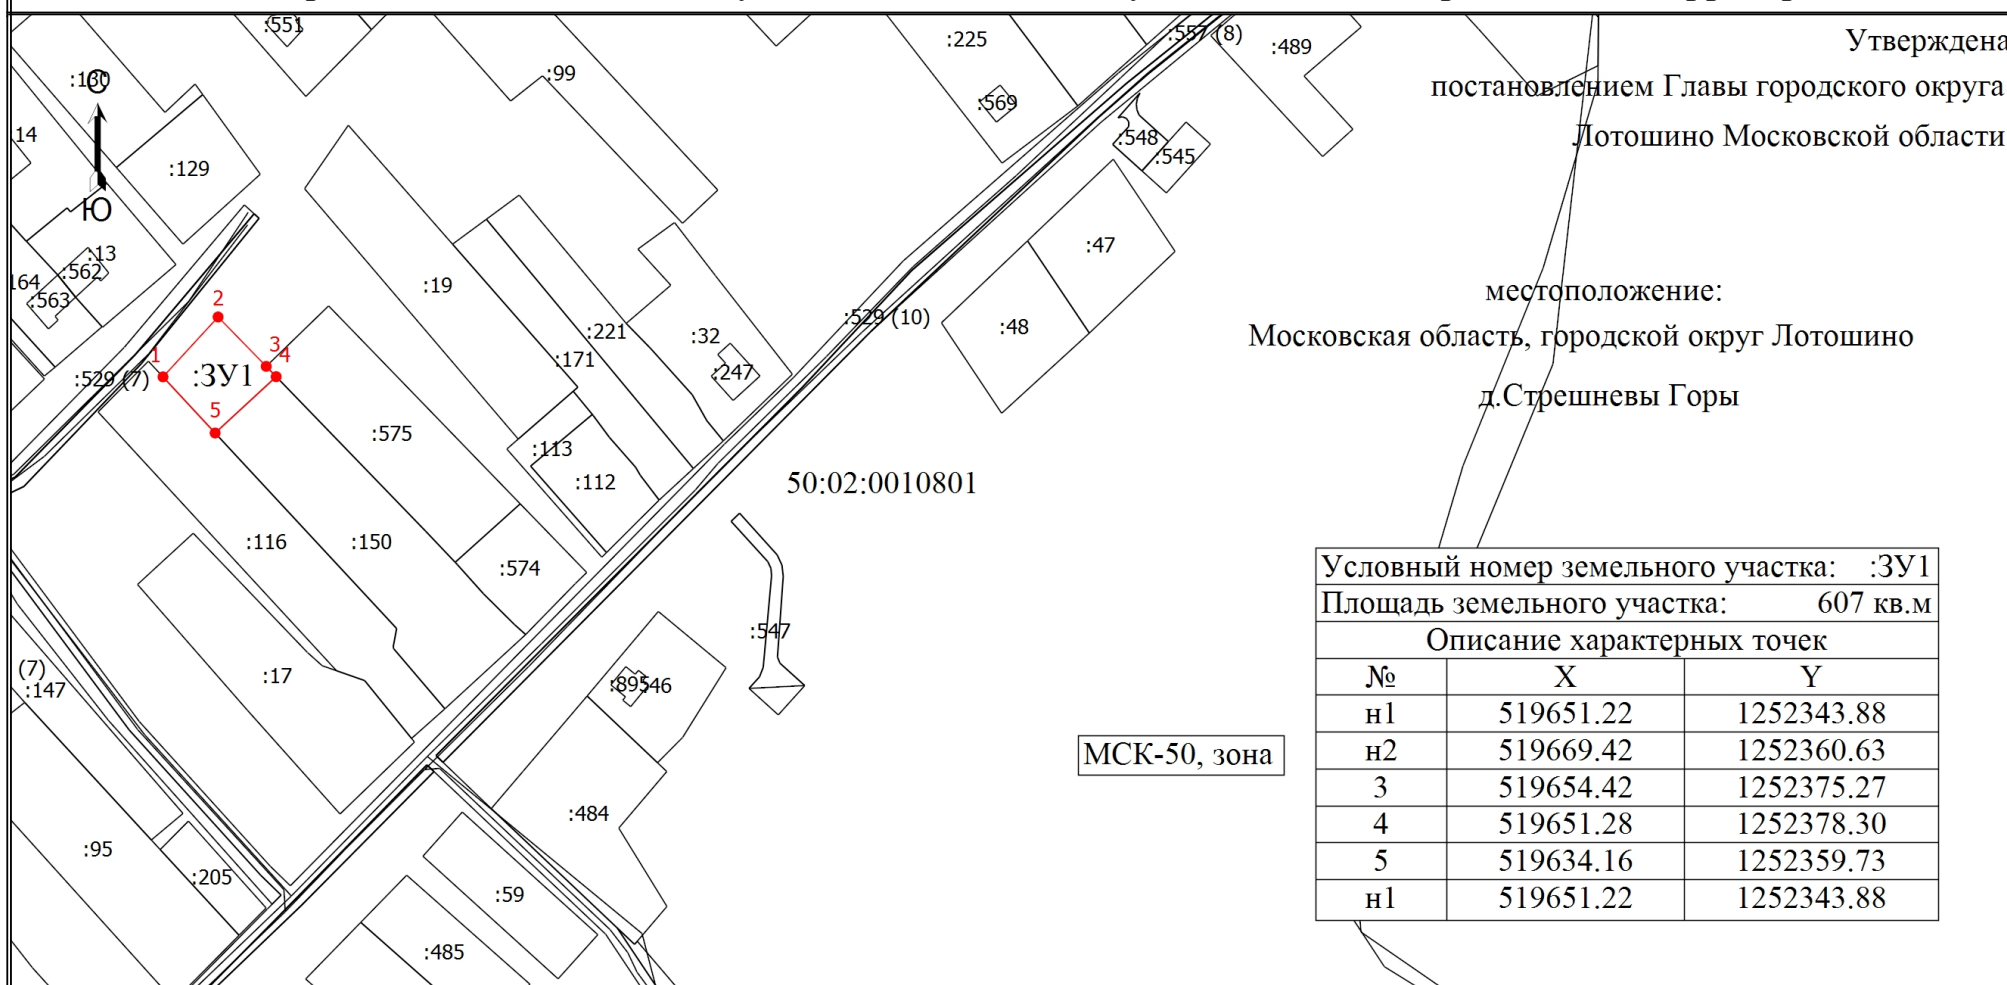 Утверждена
постановлением Главы городского округа
Лотошино Московской области
местоположение:
Московская область, городской округ Лотошино
д.Стрешневы Горы
:551
:130
С
:99
:225
:557 (8)
:489
:569
14
:129
:548
:545
Ю
:13
:562
164
:563
:19
:47
2
:529 (10)
:48
:221
:32
:171
:247
1
3
4
:529 (7)
:ЗУ1
5
:575
:113
:112
50:02:0010801
:116
:150
:574
:547
(7)
:147
:17
:895
:546
:484
:95
:205
:59
:485
МСК-50, зона
Условный номер земельного участка: :ЗУ1
Площадь земельного участка: 607 кв.м
Описание характерных точек
№ X Y
н1 519651.22 1252343.88
н2 519669.42 1252360.63
3 519654.42 1252375.27
4 519651.28 1252378.30
5 519634.16 1252359.73
н1 519651.22 1252343.88